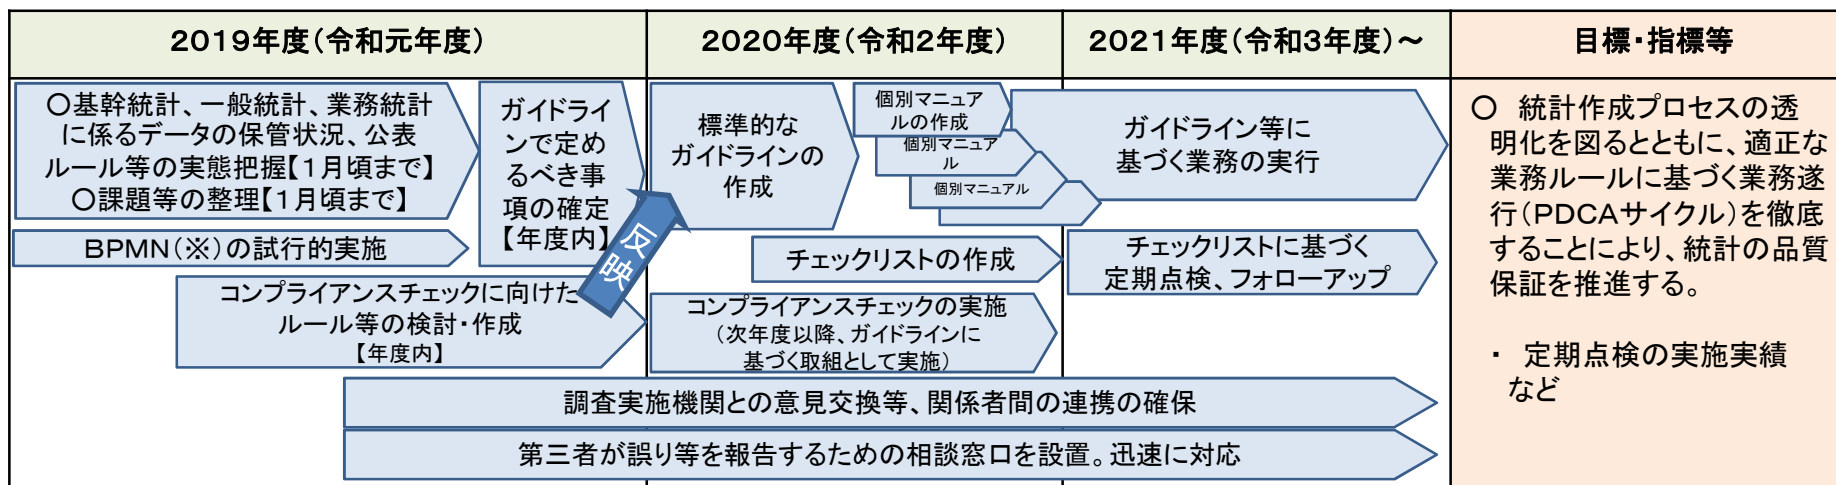 2019年度(令和元年度)
2020年度(令和2年度)
2021年度(令和3年度)～
目標・指標等
○基幹統計、一般統計、業務統計
に係るデータの保管状況、公表
ルール等の実態把握【1月頃まで】
○課題等の整理【1月頃まで】
BPMN(※)の試行的実施
ガイドライ
ンで定め
るべき事
項の確定
【年度内】
コンプライアンスチェックに向けた
ルール等の検討・作成
【年度内】
反映
標準的な
ガイドラインの
作成
個別マニュア
ルの作成
個別マニュア
ル
個別マニュアル
ガイドライン等に
基づく業務の実行
チェックリストの作成
チェックリストに基づく
定期点検、フォローアップ
コンプライアンスチェックの実施
(次年度以降、ガイドラインに
基づく取組として実施)
調査実施機関との意見交換等、関係者間の連携の確保
第三者が誤り等を報告するための相談窓口を設置。迅速に対応
○ 統計作成プロセスの透
明化を図るとともに、適正な
業務ルールに基づく業務遂
行(PDCAサイクル)を徹底
することにより、統計の品質
保証を推進する。
・ 定期点検の実施実績
など